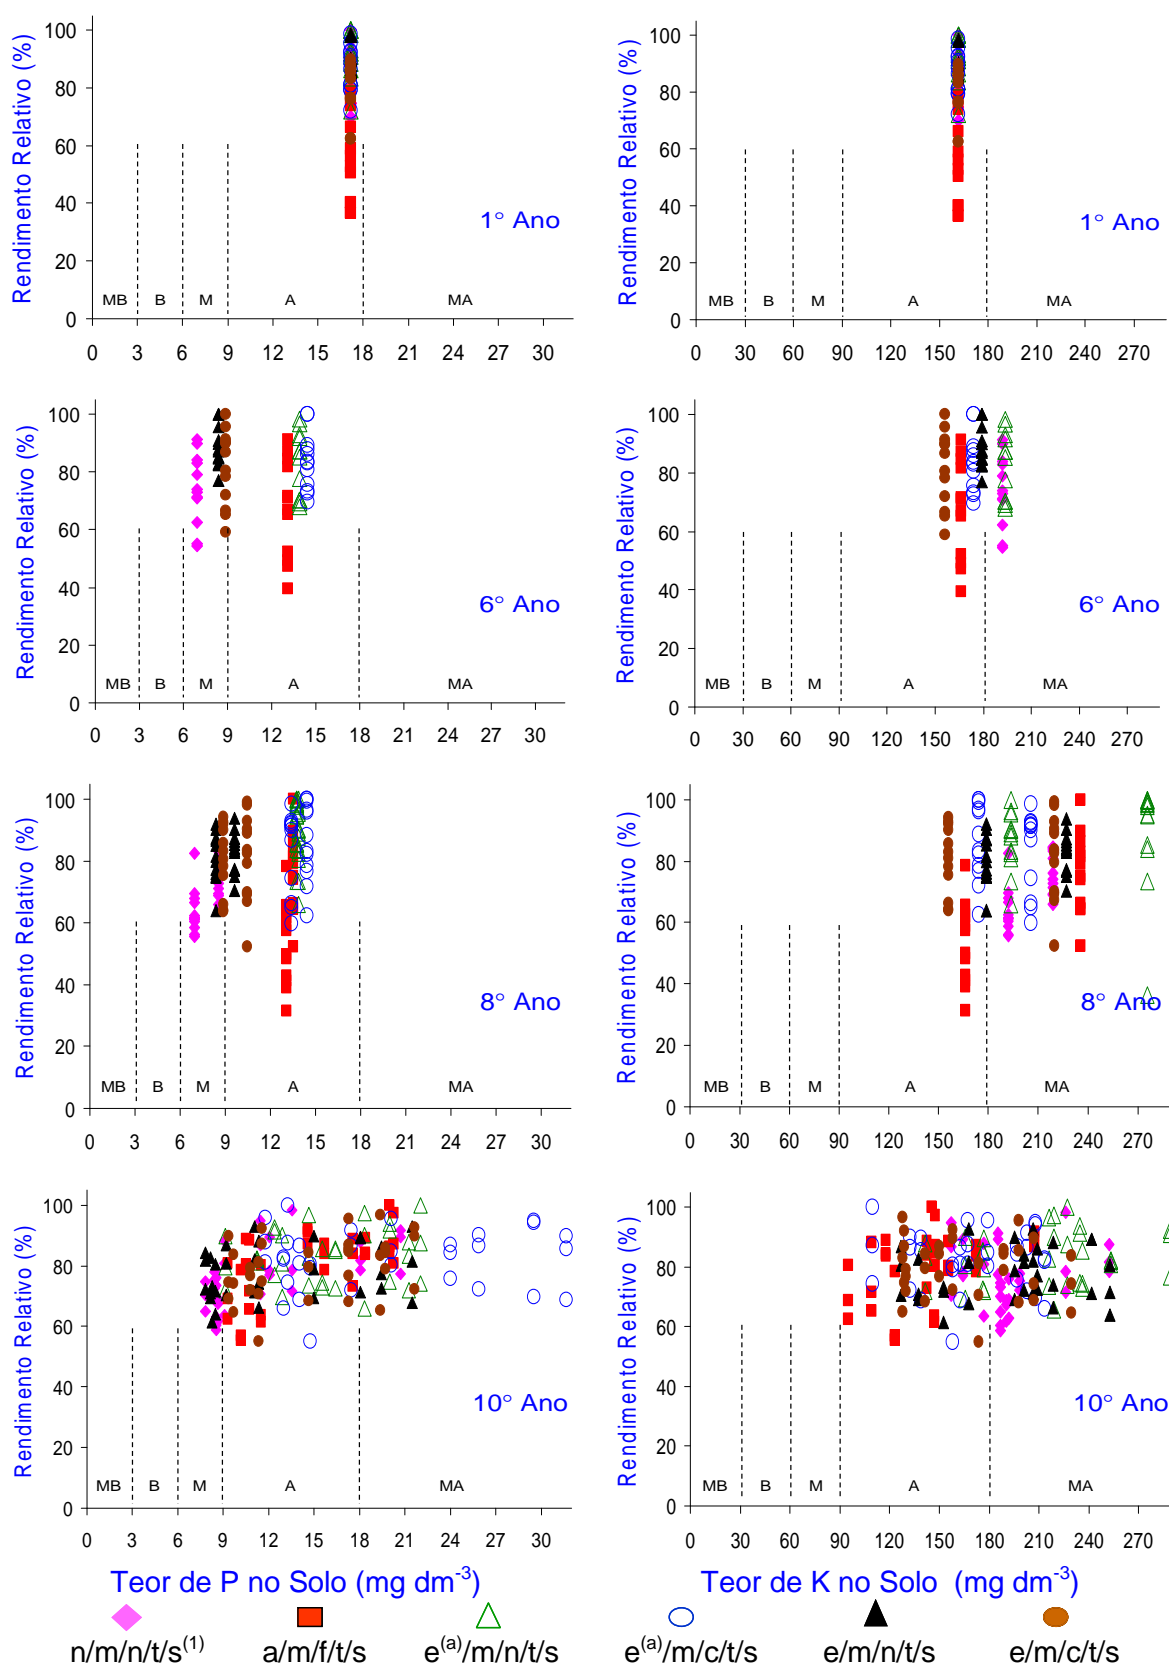 Rendimento Relativo (%)
100
80
60
40
20
0
1° Ano
MB B M A MA
0 3 6 9 12 15 18 21 24 27 30
Rendimento Relativo (%)
100
80
60
40
20
0
1° Ano
MB B M A MA
0 30 60 90 120 150 180 210 240 270
Rendimento Relativo (%)
100
80
60
40
20
0
6° Ano
MB B M A MA
0 3 6 9 12 15 18 21 24 27 30
Rendimento Relativo (%)
100
80
60
40
20
0
6° Ano
MB B M A MA
0 30 60 90 120 150 180 210 240 270
Rendimento Relativo (%)
100
80
60
40
20
0
8° Ano
MB B M A MA
0 3 6 9 12 15 18 21 24 27 30
Rendimento Relativo (%)
100
80
60
40
20
0
8° Ano
MB B M A MA
0 30 60 90 120 150 180 210 240 270
Rendimento Relativo (%)
100
80
60
40
20
0
10° Ano
MB B M A MA
0 3 6 9 12 15 18 21 24 27 30
Teor de P no Solo (mg dm⁻³)
Rendimento Relativo (%)
100
80
60
40
20
0
10° Ano
MB B M A MA
0 30 60 90 120 150 180 210 240 270
Teor de K no Solo (mg dm⁻³)
n/m/n/t/s⁽¹⁾ a/m/f/t/s e⁽ᵃ⁾/m/n/t/s e⁽ᵃ⁾/m/c/t/s e/m/n/t/s e/m/c/t/s